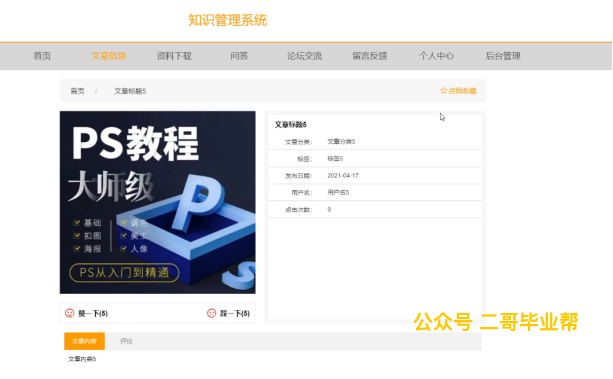 知识管理系统
首页 文章信息 资料下载 问答 论坛交流 留言反馈 个人中心 后台管理
首页 / 文章标题5 ☆点我收藏
PS教程
大师级
基础 调色
抠图 美工
海报 人像
PS从入门到精通
文章标题5
文章分类: 文章分类5
标签: 标签5
发布日期: 2021-04-17
用户名: 用户名5
点击次数: 9
赞一下(5) 踩一下(5)
公众号 二哥毕业帮
文章内容 评论
文章内容5